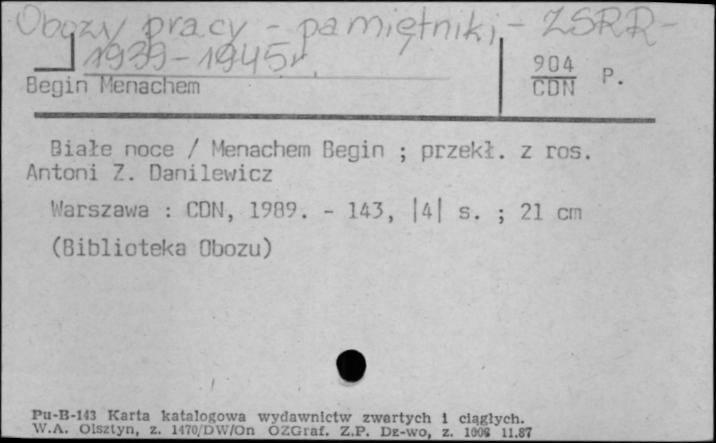 Obozy pracy - pamiętniki - ZSRR -
1939-1945r.
Begin Menachem
904
CDN P.
Białe noce / Menachem Begin ; przekł. z ros.
Antoni Z. Danilewicz
Warszawa : CDN, 1989. - 143, |4| s. ; 21 cm
(Biblioteka Obozu)
Pu-B-143 Karta katalogowa wydawnictw zwartych i ciągłych.
W.A. Olsztyn, z. 1470/DW/On OZGraf. Z.P. Dz-wo, z. 1006 11.87